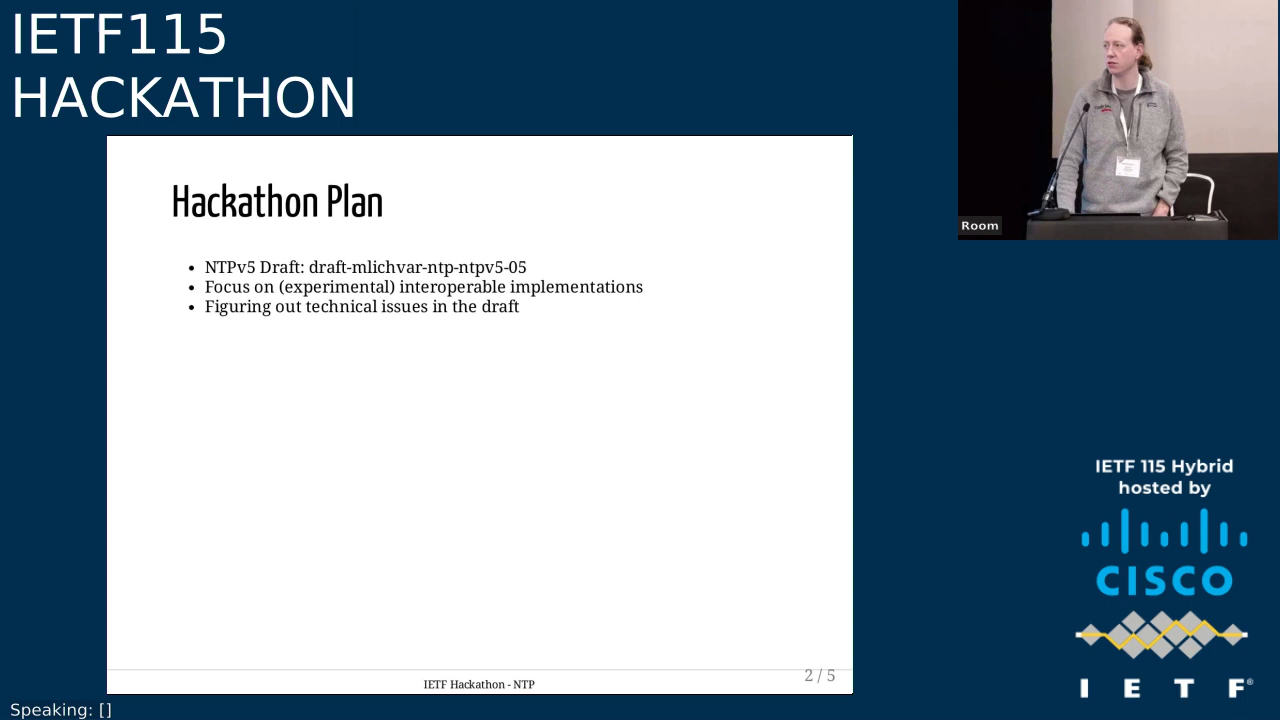 IETF115
HACKATHON
Room
Hackathon Plan
• NTPv5 Draft: draft-mlichvar-ntp-ntpv5-05
• Focus on (experimental) interoperable implementations
• Figuring out technical issues in the draft
2 / 5
IETF Hackathon - NTP
IETF 115 Hybrid
hosted by
CISCO
I E T F®
Speaking: []